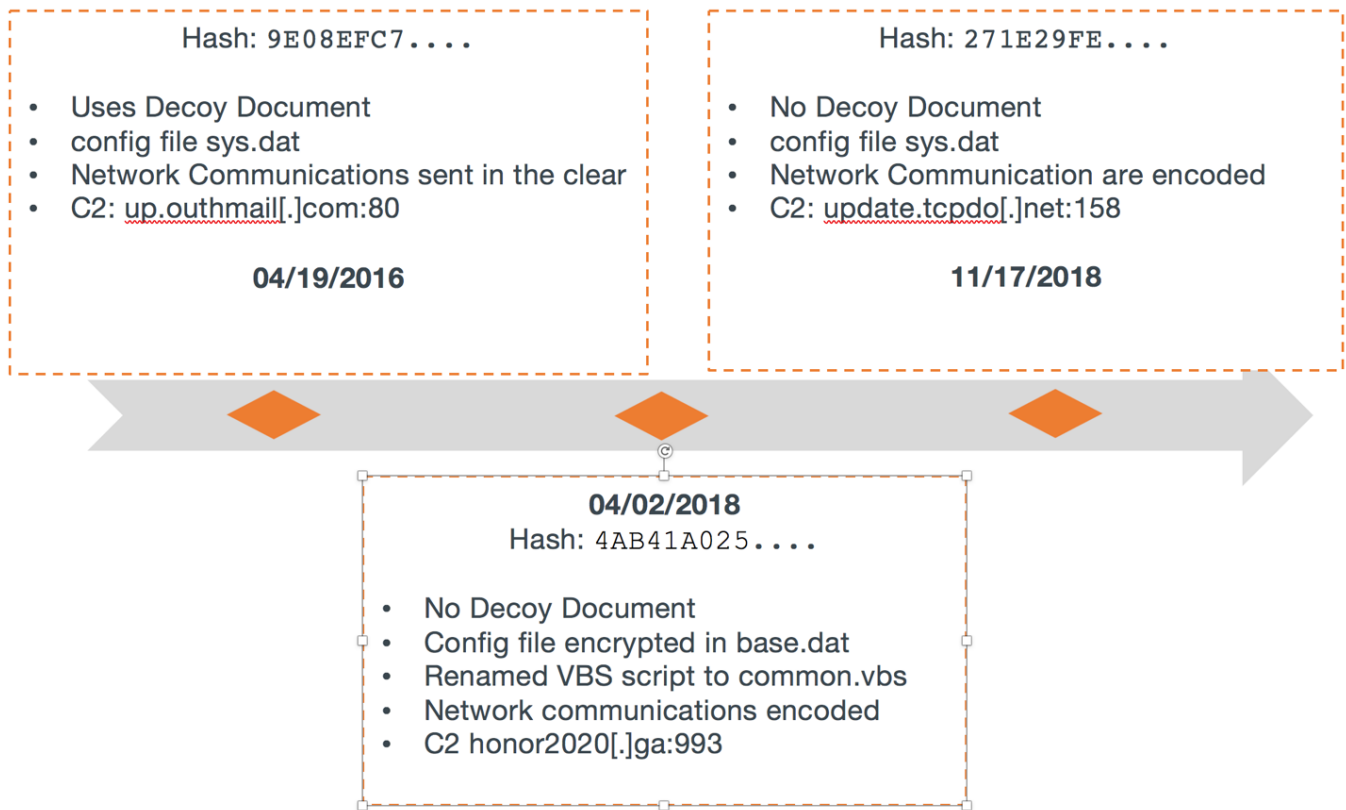 Hash: 9E08EFC7....
• Uses Decoy Document
• config file sys.dat
• Network Communications sent in the clear
• C2: up.outhmail[.]com:80
04/19/2016
Hash: 271E29FE....
• No Decoy Document
• config file sys.dat
• Network Communication are encoded
• C2: update.tcpdo[.]net:158
11/17/2018
04/02/2018
Hash: 4AB41A025....
• No Decoy Document
• Config file encrypted in base.dat
• Renamed VBS script to common.vbs
• Network communications encoded
• C2 honor2020[.]ga:993